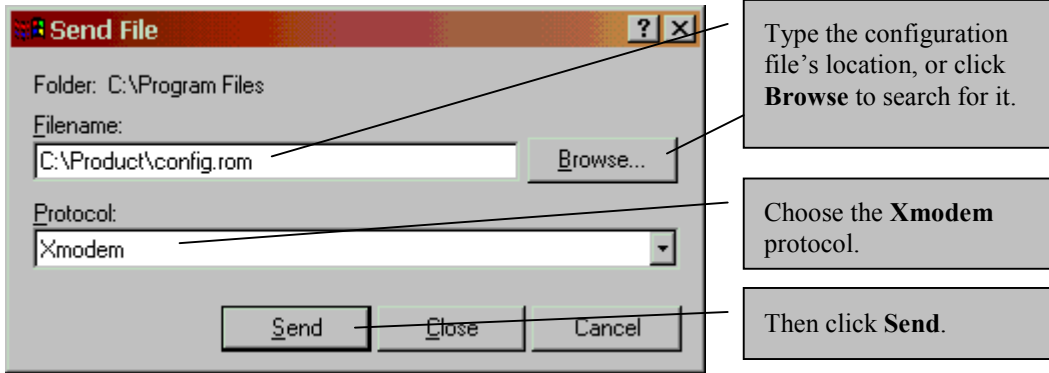 Send File
? ×
Folder: C:\Program Files
Filename:
C:\Product\config.rom
Browse...
Protocol:
Xmodem
Send
Close
Cancel
Type the configuration
file’s location, or click
Browse to search for it.
Choose the Xmodem
protocol.
Then click Send.